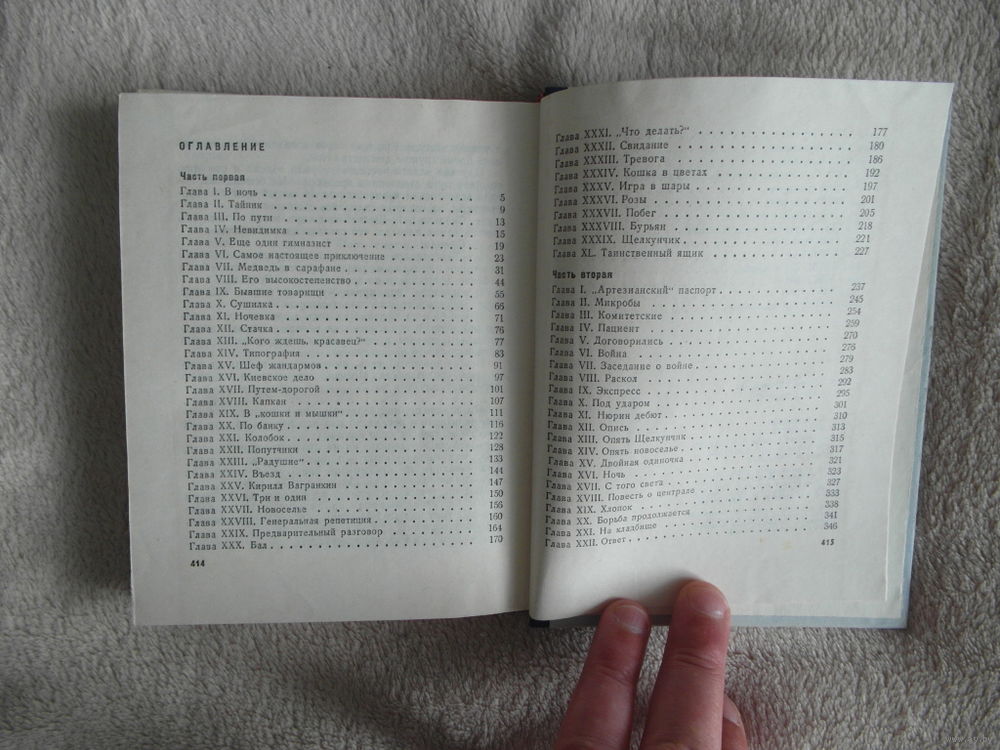 ОГЛАВЛЕНИЕ
Часть первая
Глава I. В ночь . . . 5
Глава II. Тайник . . . 9
Глава III. По пути . . . 13
Глава IV. Невидимка . . . 15
Глава V. Еще один гимназист . . . 19
Глава VI. Самое настоящее приключение . . . 23
Глава VII. Медведь в сарафане . . . 31
Глава VIII. Его высокостепенство . . . 44
Глава IX. Бывшие товарищи . . . 55
Глава X. Сушилка . . . 66
Глава XI. Ночевка . . . 71
Глава XII. Стачка . . . 76
Глава XIII. „Кого ждешь, красавец?“ . . . 77
Глава XIV. Типография . . . 83
Глава XV. Шеф жандармов . . . 91
Глава XVI. Киевское дело . . . 97
Глава XVII. Путем-дорогой . . . 101
Глава XVIII. Капкан . . . 107
Глава XIX. В „кошки и мышки“ . . . 111
Глава XX. По банку . . . 116
Глава XXI. Колобок . . . 122
Глава XXII. Попутчики . . . 128
Глава XXIII. „Радушие“ . . . 133
Глава XXIV. Въезд . . . 144
Глава XXV. Кирилл Вагранкин . . . 147
Глава XXVI. Три и один . . . 150
Глава XXVII. Новоселье . . . 156
Глава XXVIII. Генеральная репетиция . . . 160
Глава XXIX. Предварительный разговор . . . 164
Глава XXX. Бал . . . 170
414
Глава XXXI. „Что делать?“ . . . 177
Глава XXXII. Свидание . . . 180
Глава XXXIII. Тревога . . . 186
Глава XXXIV. Кошка в цветах . . . 192
Глава XXXV. Игра в шары . . . 197
Глава XXXVI. Розы . . . 201
Глава XXXVII. Побег . . . 205
Глава XXXVIII. Бурьян . . . 218
Глава XXXIX. Щелкунчик . . . 221
Глава XL. Таинственный ящик . . . 227
Часть вторая
Глава I. „Артезианский“ паспорт . . . 237
Глава II. Микробы . . . 245
Глава III. Комитетские . . . 254
Глава IV. Пациент . . . 259
Глава V. Договорились . . . 270
Глава VI. Война . . . 276
Глава VII. Заседание о войне . . . 279
Глава VIII. Раскол . . . 283
Глава IX. Экспресс . . . 292
Глава X. Под ударом . . . 295
Глава XI. Нюрин дебют . . . 301
Глава XII. Опись . . . 310
Глава XIII. Опять Щелкунчик . . . 313
Глава XIV. Опять новоселье . . . 315
Глава XV. Двойная одиночка . . . 317
Глава XVI. Ночь . . . 321
Глава XVII. С того света . . . 323
Глава XVIII. Повесть о централе . . . 327
Глава XIX. Хлопок . . . 333
Глава XX. Борьба продолжается . . . 338
Глава XXI. На кладбище . . . 341
Глава XXII. Ответ . . . 346
415